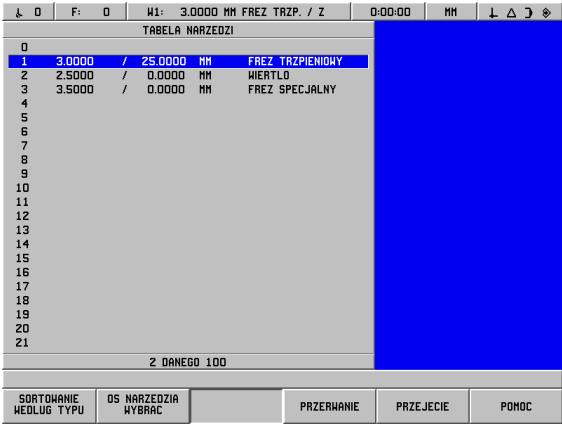 0 F: 0 W1: 3.0000 MM FREZ TRZP. / Z 0:00:00 MM
TABELA NARZEDZI
0
1 3.0000 / 25.0000 MM FREZ TRZPIENIOWY
2 2.5000 / 0.0000 MM WIERTLO
3 3.5000 / 0.0000 MM FREZ SPECJALNY
4
5
6
7
8
9
10
11
12
13
14
15
16
17
18
19
20
21
2 DANEGO 100
SORTOWANIE
WEDLUG TYPU
OS NARZEDZIA
WYBRAC
PRZERWANIE
PRZEJECIE
POMOC